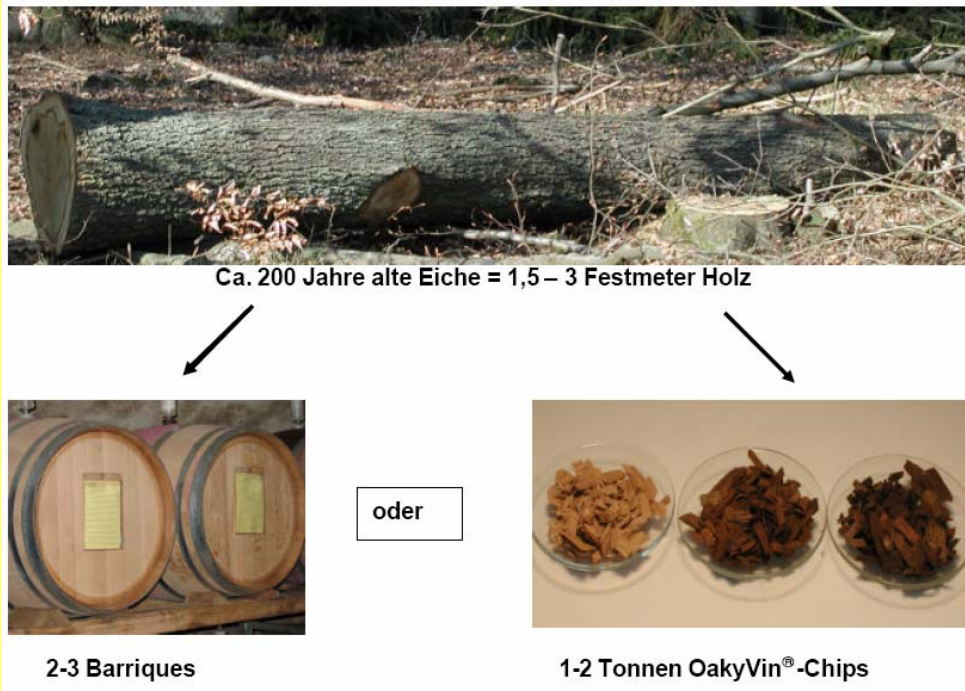 Ca. 200 Jahre alte Eiche = 1,5 – 3 Festmeter Holz
oder
2-3 Barriques
1-2 Tonnen OakyVin®-Chips